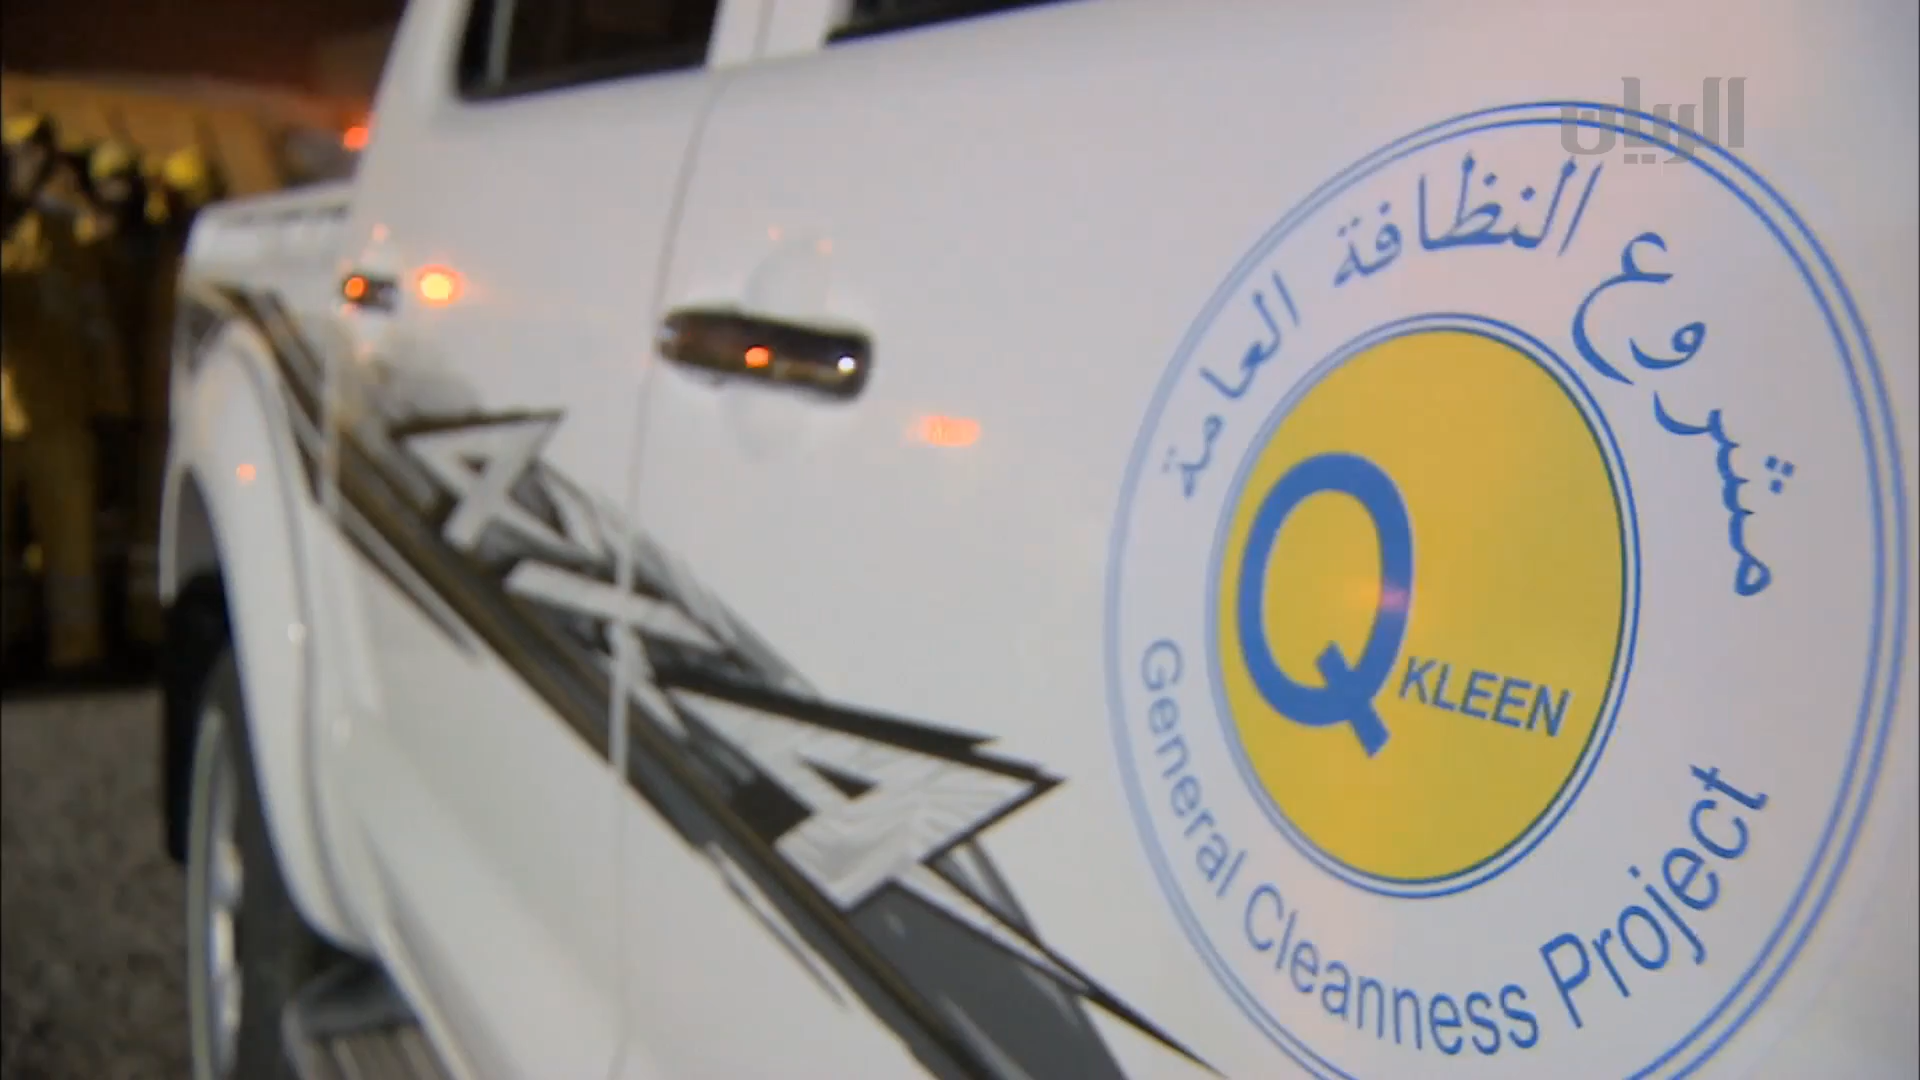 الريان
مشروع النظافة العامة
Q KLEEN
General Cleanness Project
4X4